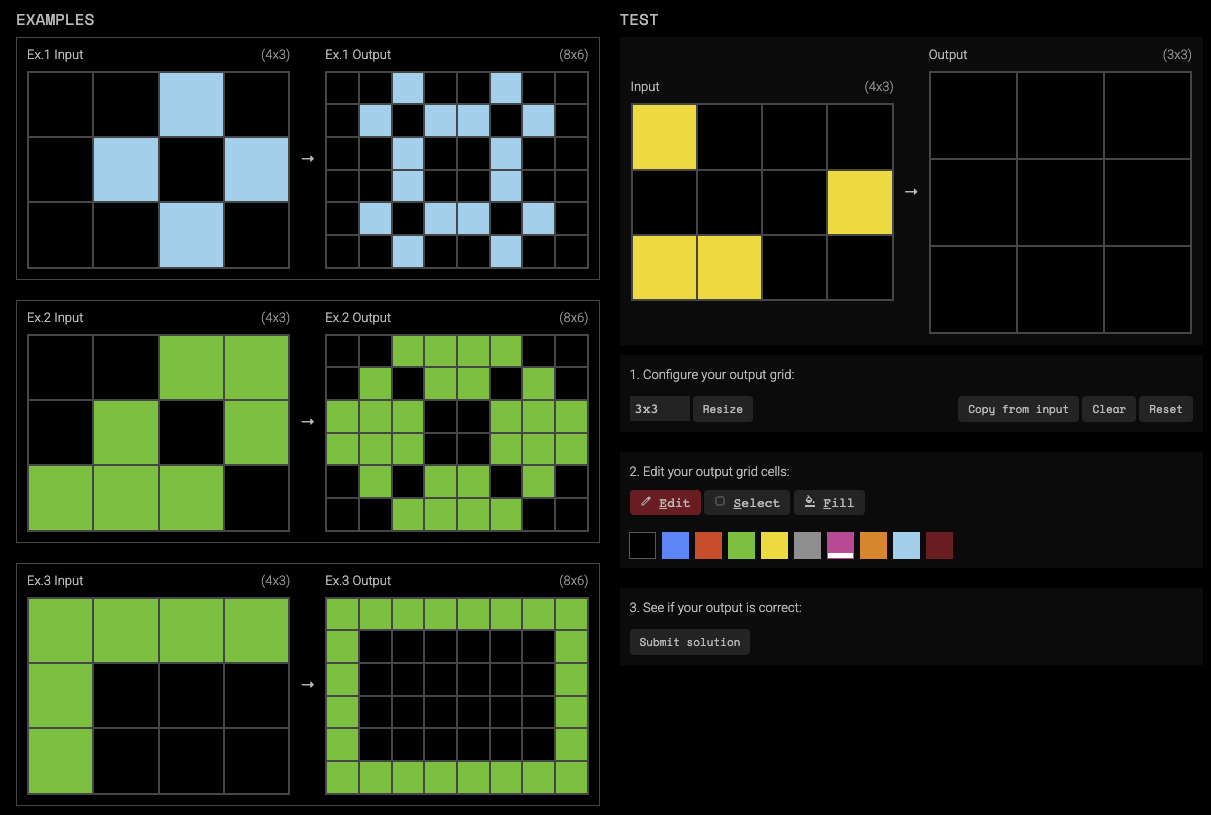 EXAMPLES
Ex.1 Input (4x3)
Ex.1 Output (8x6)
→
Ex.2 Input (4x3)
Ex.2 Output (8x6)
→
Ex.3 Input (4x3)
Ex.3 Output (8x6)
→
TEST
Input (4x3)
→
Output (3x3)
1. Configure your output grid:
3x3 Resize Copy from input Clear Reset
2. Edit your output grid cells:
Edit Select Fill
3. See if your output is correct:
Submit solution